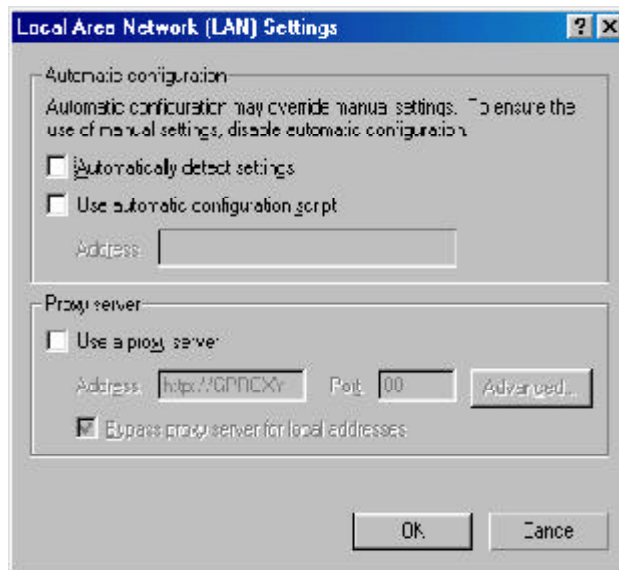 Local Area Network (LAN) Settings
Automatic configuration
Automatic configuration may override manual settings. To ensure the
use of manual settings, disable automatic configuration.
Automatically detect settings
Use automatic configuration script
Address
Proxy server
Use a proxy server
Address: http://GPROXY Port: Advanced...
Bypass proxy server for local addresses
OK Cancel